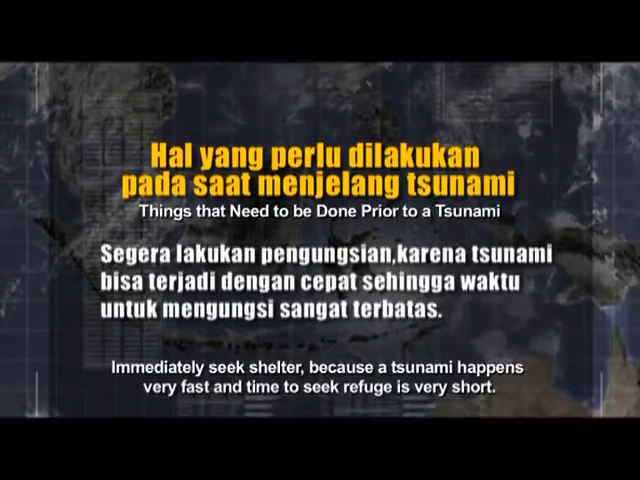 Hal yang perlu dilakukan
pada saat menjelang tsunami
Things that Need to be Done Prior to a Tsunami
Segera lakukan pengungsian,karena tsunami
bisa terjadi dengan cepat sehingga waktu
untuk mengungsi sangat terbatas.
Immediately seek shelter, because a tsunami happens
very fast and time to seek refuge is very short.